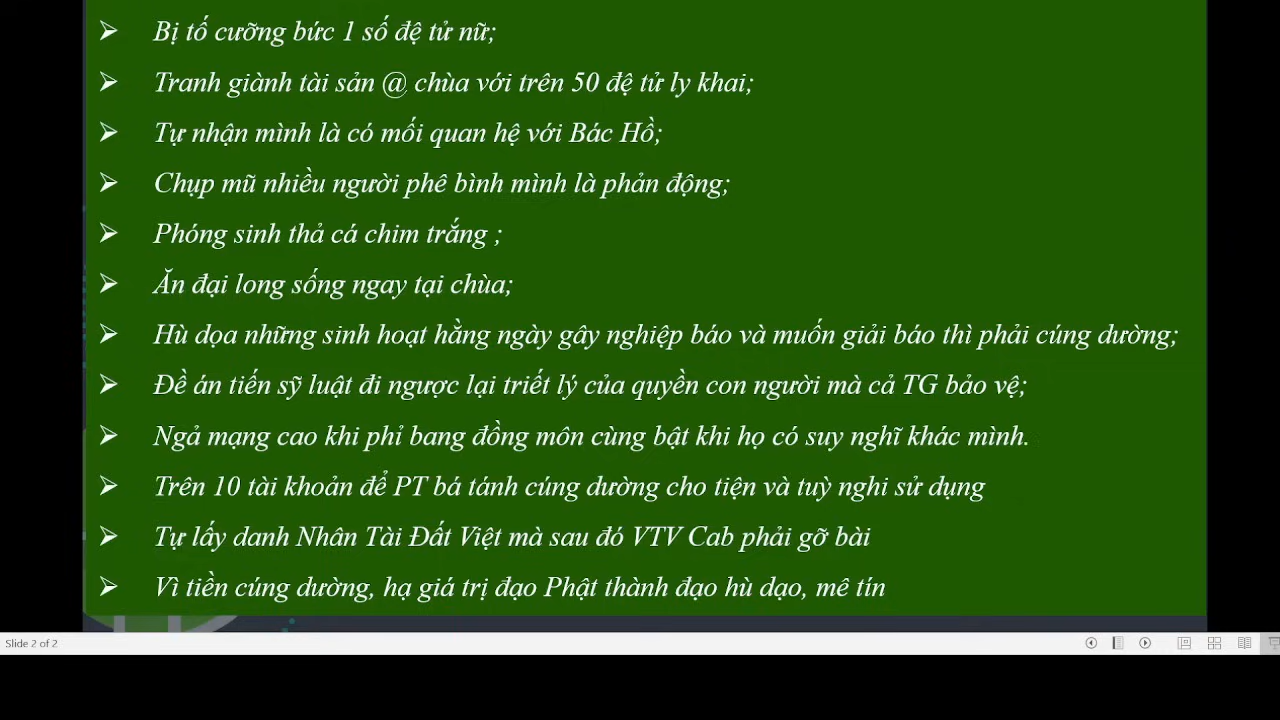 ➢ Bị tố cưỡng bức 1 số đệ tử nữ;
➢ Tranh giành tài sản @ chùa với trên 50 đệ tử ly khai;
➢ Tự nhận mình là có mối quan hệ với Bác Hồ;
➢ Chụp mũ nhiều người phê bình mình là phản động;
➢ Phóng sinh thả cá chim trắng ;
➢ Ăn đại long sống ngay tại chùa;
➢ Hù dọa những sinh hoạt hằng ngày gây nghiệp báo và muốn giải báo thì phải cúng dường;
➢ Đề án tiến sỹ luật đi ngược lại triết lý của quyền con người mà cả TG bảo vệ;
➢ Ngả mạng cao khi phỉ bang đồng môn cùng bật khi họ có suy nghĩ khác mình.
➢ Trên 10 tài khoản để PT bá tánh cúng dường cho tiện và tuỳ nghi sử dụng
➢ Tự lấy danh Nhân Tài Đất Việt mà sau đó VTV Cab phải gỡ bài
➢ Vì tiền cúng dường, hạ giá trị đạo Phật thành đạo hù dạo, mê tín
Slide 2 of 2